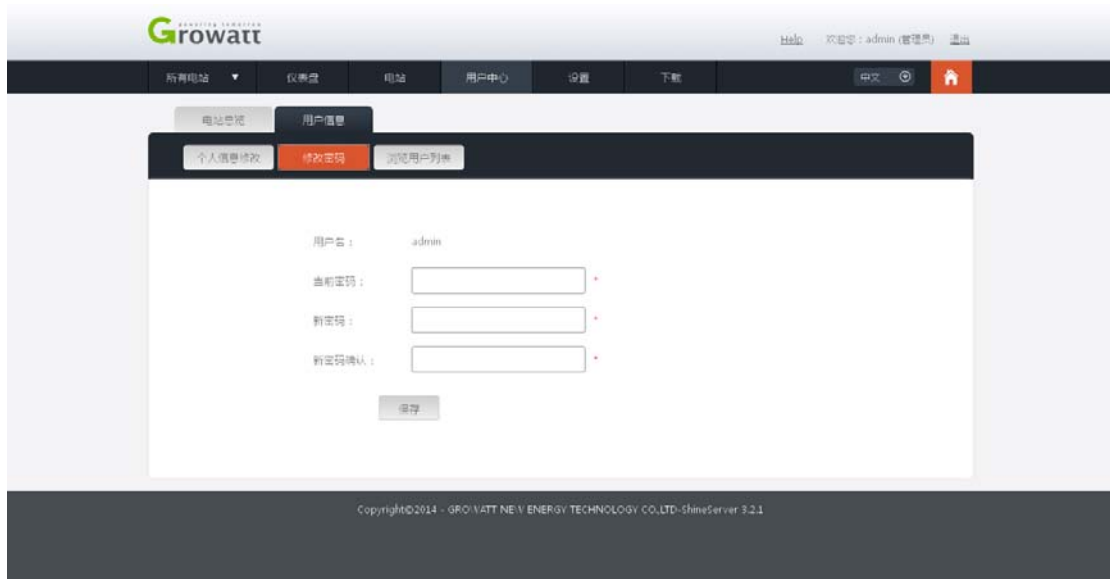 powering tomorrow
Growatt
Help 欢迎您：admin (管理员) 退出
所有电站 ▼ 仪表盘 电站 用户中心 设置 下载 中文
电站总览 用户信息
个人信息修改 修改密码 浏览用户列表
用户名： admin
当前密码： *
新密码： *
新密码确认： *
保存
Copyright©2014 - GROWATT NEW ENERGY TECHNOLOGY CO,.LTD-ShineServer 3.2.1